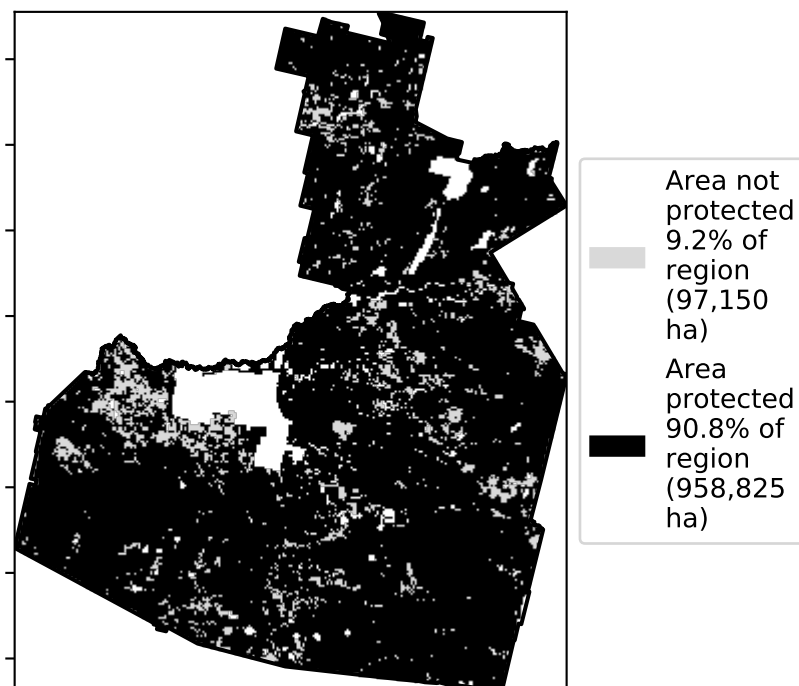 Area not
protected
9.2% of
region
(97,150
ha)
Area
protected
90.8% of
region
(958,825
ha)